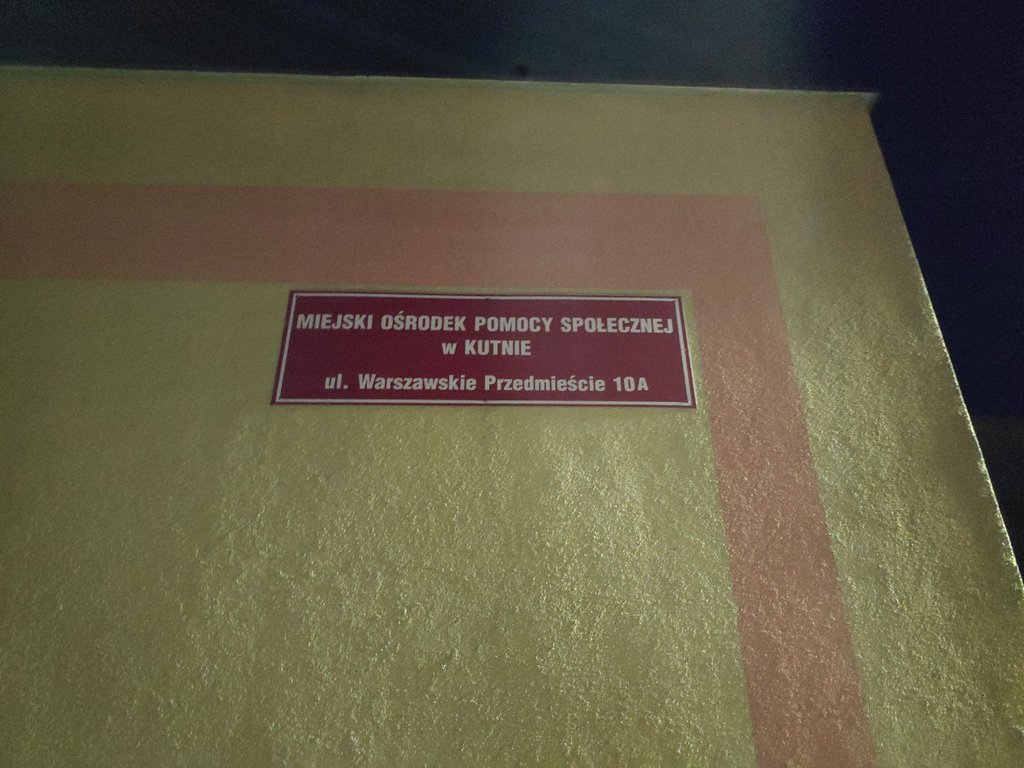 MIEJSKI OŚRODEK POMOCY SPOŁECZNEJ
w KUTNIE
ul. Warszawskie Przedmieście 10A